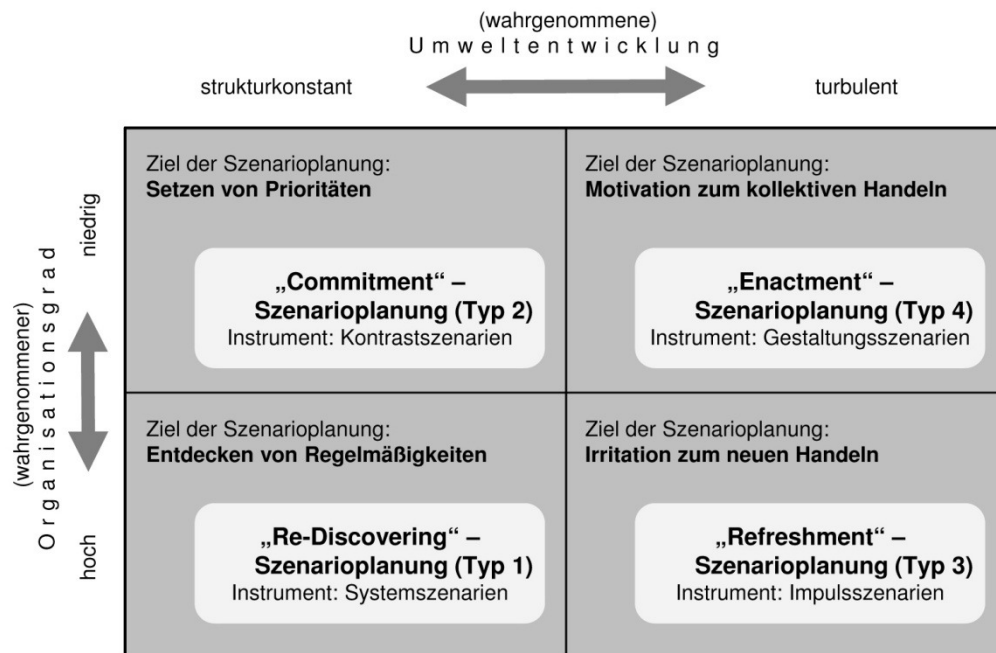 (wahrgenommene)
Umweltentwicklung
strukturkonstant
turbulent
(wahrgenommener)
Organisationsgrad
niedrig
hoch
Ziel der Szenarioplanung:
Setzen von Prioritäten
„Commitment“ –
Szenarioplanung (Typ 2)
Instrument: Kontrastszenarien
Ziel der Szenarioplanung:
Motivation zum kollektiven Handeln
„Enactment“ –
Szenarioplanung (Typ 4)
Instrument: Gestaltungsszenarien
Ziel der Szenarioplanung:
Entdecken von Regelmäßigkeiten
„Re-Discovering“ –
Szenarioplanung (Typ 1)
Instrument: Systemszenarien
Ziel der Szenarioplanung:
Irritation zum neuen Handeln
„Refreshment“ –
Szenarioplanung (Typ 3)
Instrument: Impulsszenarien